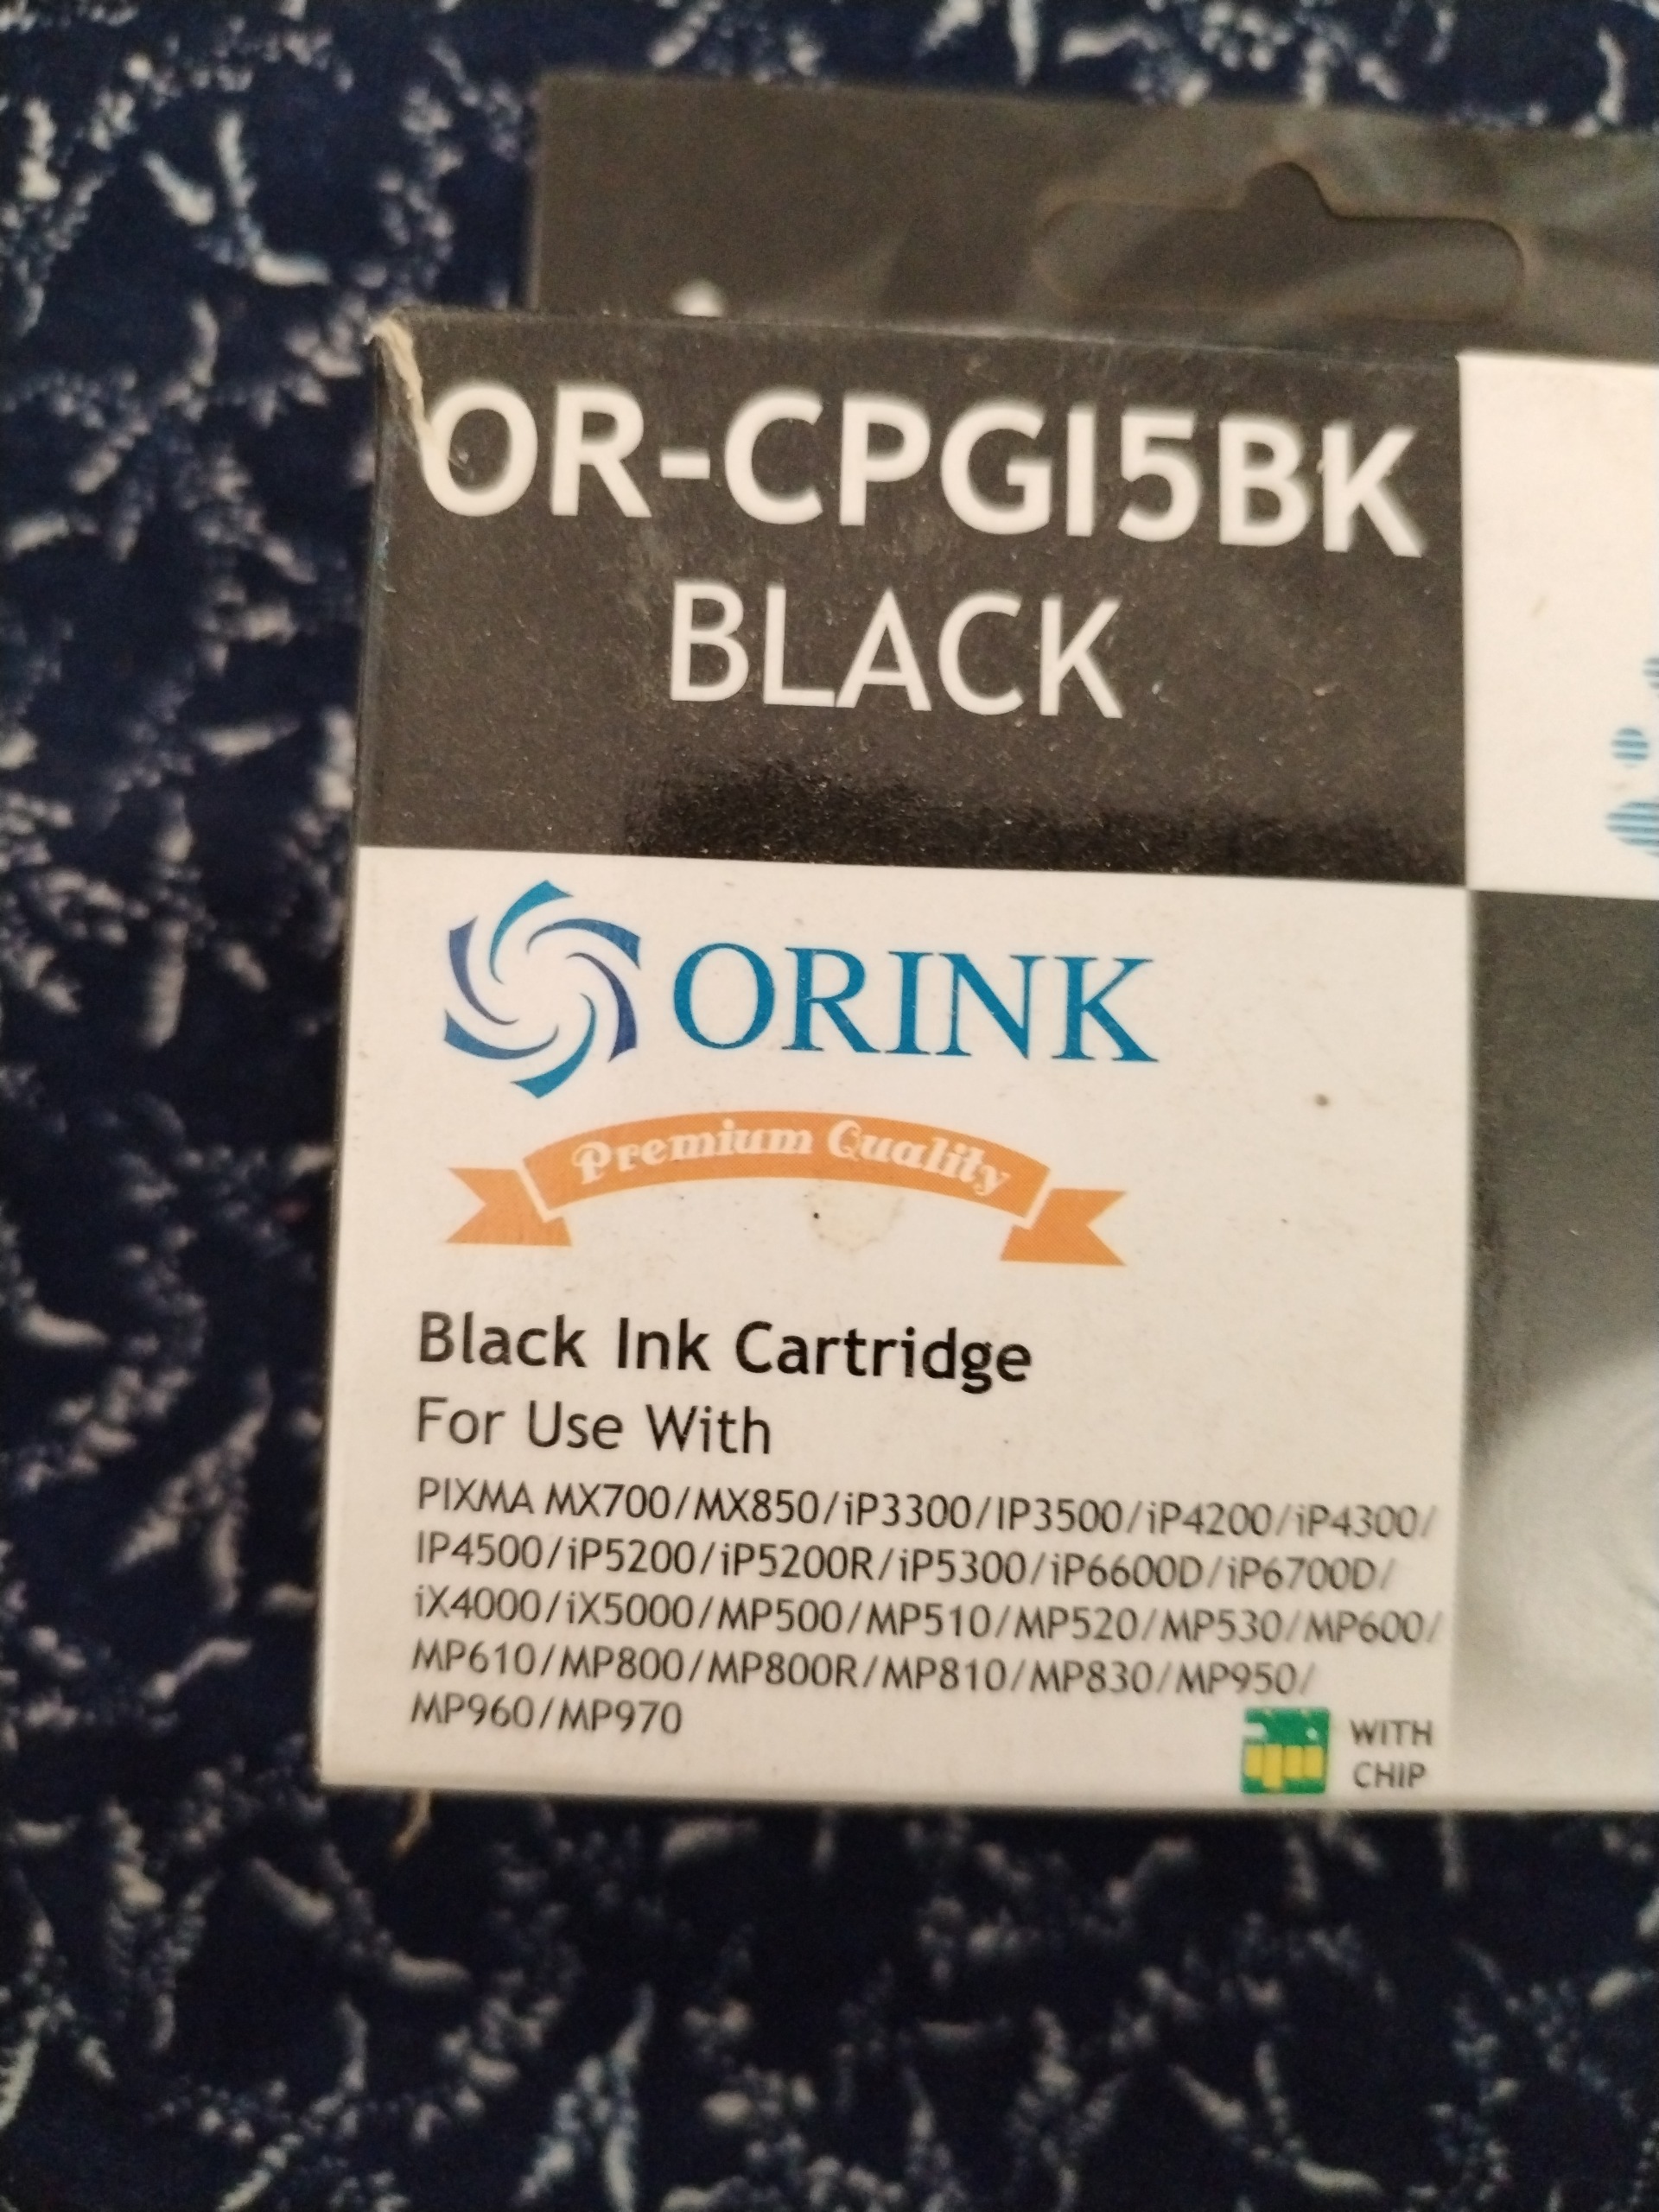 OR-CPGI5BK
BLACK
ORINK
Premium Quality
Black Ink Cartridge
For Use With
PIXMA MX700/MX850/iP3300/IP3500/iP4200/iP4300/
IP4500/iP5200/iP5200R/iP5300/iP6600D/iP6700D/
iX4000/iX5000/MP500/MP510/MP520/MP530/MP600/
MP610/MP800/MP800R/MP810/MP830/MP950/
MP960/MP970
WITH
CHIP